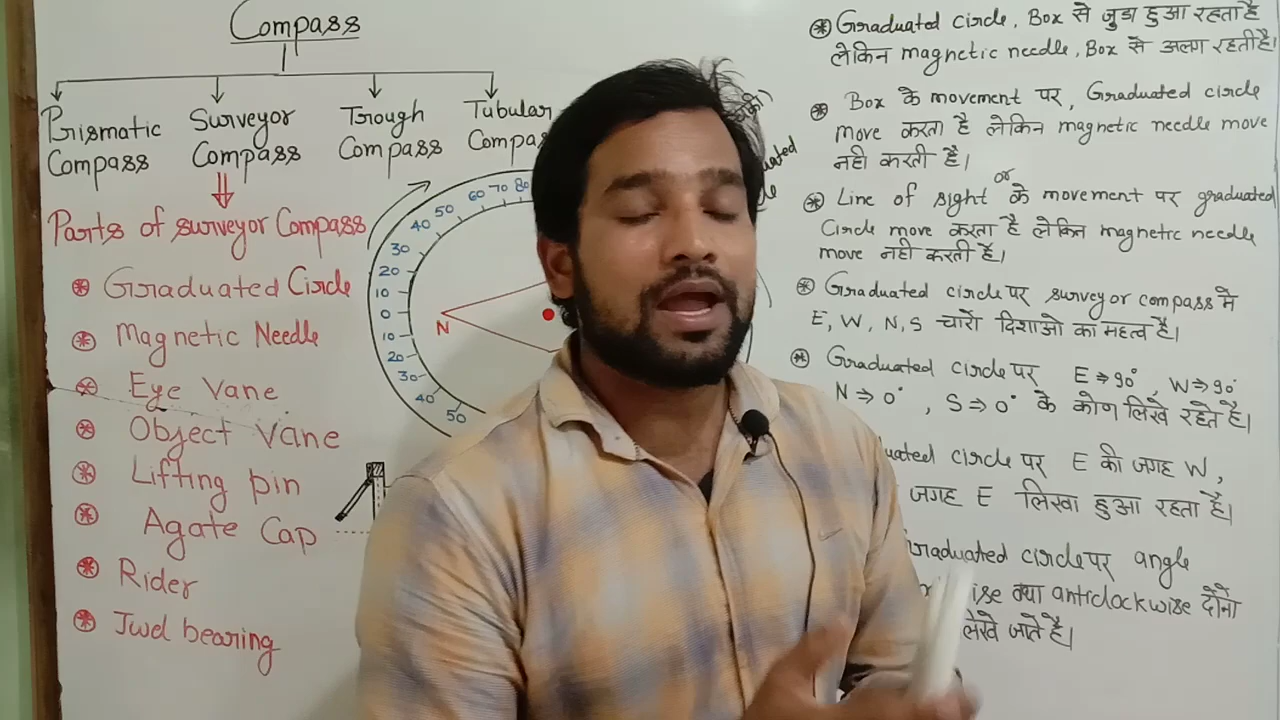 Compass
Prismatic Compass
Surveyor Compass
Trough Compass
Tubular
Parts of surveyor Compass
Graduated Circle
Magnetic Needle
Eye Vane
Object Vane
Lifting pin
Agate Cap
Rider
Jwel bearing
80
70
60
50
40
30
20
10
0
10
20
30
40
50
N
Graduated circle, Box से जुडा हुआ रहता है
लेकिन magnetic needle, Box से अलग रहती है।
Box के movement पर, Graduated circle
move करता है लेकिन magnetic needle move
नही करती है।
or
Line of sight के movement पर graduated
Circle move करता है लेकिन magnetic needle
move नही करती है।
Graduated circle पर surveyor compass मे
E, W, N, S चारो दिशाओ का महत्व है।
Graduated circle पर E ⇒ 90°, W ⇒ 90°
N ⇒ 0°, S ⇒ 0° के कोण लिखे रहते है।
circle पर E की जगह W,
जगह E लिखा हुआ रहता है।
Graduated circle पर angle
तथा anticlockwise दोनो
लिखे जाते है।